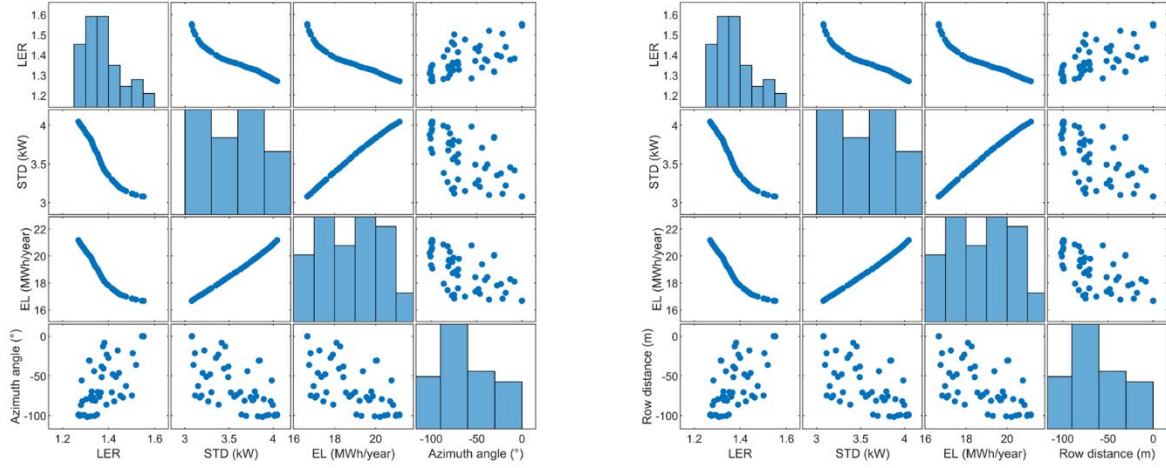 LER
1.6
1.5
1.4
1.3
1.2
STD (kW)
4
3.5
3
EL (MWh/year)
22
20
18
16
Azimuth angle (°)
0
-50
-100
1.2 1.4 1.6 3 3.5 4 16 18 20 -100 -50 0
LER STD (kW) EL (MWh/year) Azimuth angle (°)
LER
1.6
1.5
1.4
1.3
1.2
STD (kW)
4
3.5
3
EL (MWh/year)
22
20
18
16
Row distance (m)
0
-50
-100
1.2 1.4 1.6 3 3.5 4 16 18 20 -100 -50 0
LER STD (kW) EL (MWh/year) Row distance (m)